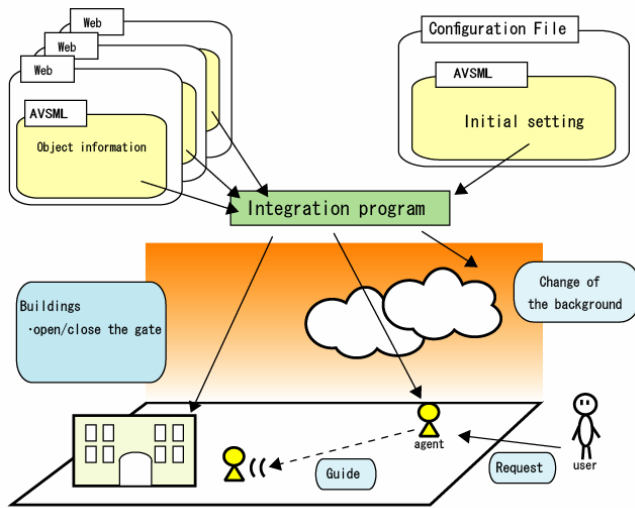 Web
Web
Web
AVSML
Object information
Configuration File
AVSML
Initial setting
Integration program
Buildings
・open/close the gate
Change of
the background
agent
Guide
Request
user